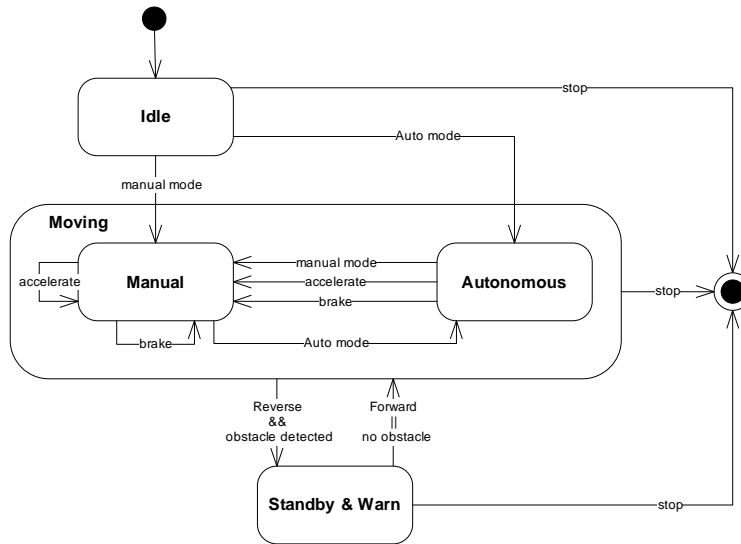 stop
Idle
Auto mode
manual mode
Moving
manual mode
accelerate
Manual
accelerate
Autonomous
brake
stop
brake
Auto mode
Reverse
&&
obstacle detected
Forward
||
no obstacle
Standby & Warn
stop